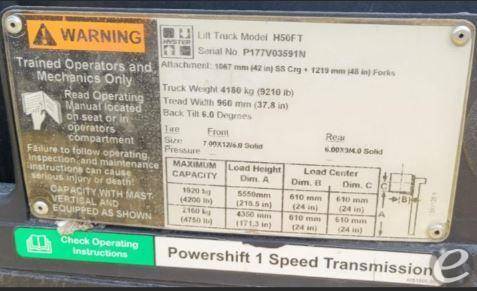 WARNING
Trained Operators and
Mechanics Only
Read Operating
Manual located
on seat or in
operators
compartment
Failure to follow operating,
inspection, and maintenance
instructions can cause
serious injury or death!
CAPACITY WITH MAST
VERTICAL AND
EQUIPPED AS SHOWN
HYSTER
Lift Truck Model H50FT
Serial No. P177V03591N
Attachment: 1067 mm (42 in) SS Crg + 1219 mm (48 in) Forks
Truck Weight 4180 kg (9210 lb)
Tread Width 960 mm (37.8 in)
Back Tilt 6.0 Degrees
Tire Front Rear
Size 7.00X12/5.0 Solid 6.00X9/4.0 Solid
Pressure
MAXIMUM CAPACITY Load Height Dim. A Load Center Dim. B Dim. C
1920 kg (4200 lb) 5550mm (218.5 in) 610 mm (24 in) 610 mm (24 in)
2160 kg (4750 lb) 4350 mm (171.3 in) 610 mm (24 in) 610 mm (24 in)
C
B
A
Check Operating
Instructions
Powershift 1 Speed Transmission
e